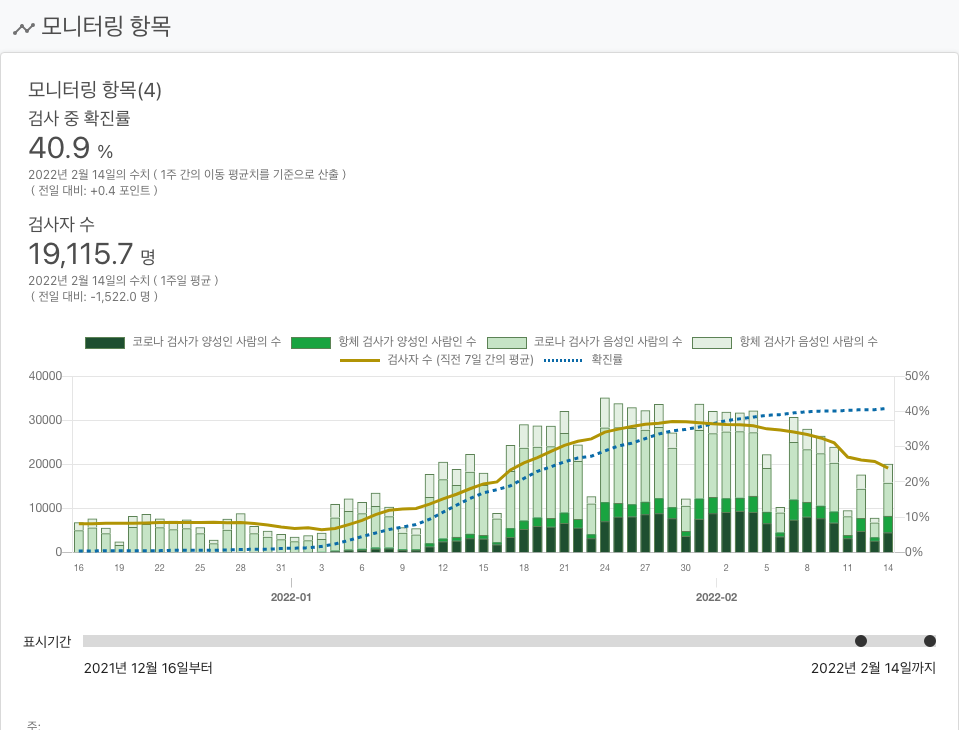 모니터링 항목
모니터링 항목(4)
검사 중 확진률
40.9 %
2022년 2월 14일의 수치 ( 1주 간의 이동 평균치를 기준으로 산출 )
( 전일 대비: +0.4 포인트 )
검사자 수
19,115.7 명
2022년 2월 14일의 수치 ( 1주일 평균 )
( 전일 대비: -1,522.0 명 )
코로나 검사가 양성인 사람의 수 항체 검사가 양성인 사람인 수 코로나 검사가 음성인 사람의 수 항체 검사가 음성인 사람의 수
검사자 수 (직전 7일 간의 평균) 확진률
40000 50%
40%
30000
30%
20000
20%
10000
10%
0 0%
16 19 22 25 28 31 3 6 9 12 15 18 21 24 27 30 2 5 8 11 14
2022-01 2022-02
표시기간
2021년 12월 16일부터 2022년 2월 14일까지
주: